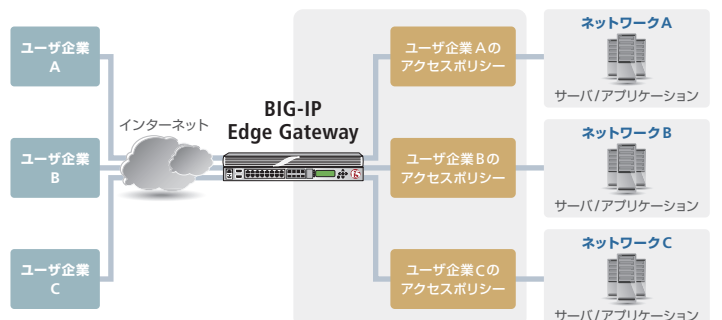 ユーザ企業
A
ユーザ企業
B
ユーザ企業
C
インターネット
BIG-IP
Edge Gateway
f5
ユーザ企業Aの
アクセスポリシー
ユーザ企業Bの
アクセスポリシー
ユーザ企業Cの
アクセスポリシー
ネットワークA
サーバ/アプリケーション
ネットワークB
サーバ/アプリケーション
ネットワークC
サーバ/アプリケーション